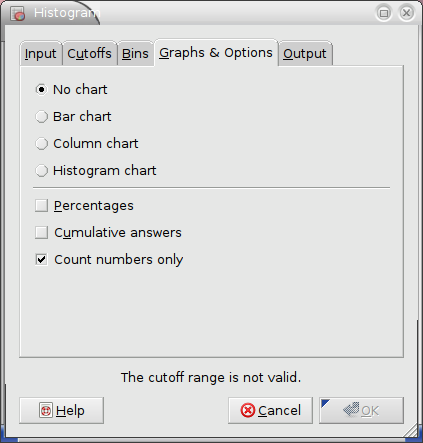 Histogram
Input Cutoffs Bins Graphs & Options Output
No chart
Bar chart
Column chart
Histogram chart
Percentages
Cumulative answers
Count numbers only
The cutoff range is not valid.
Help Cancel OK